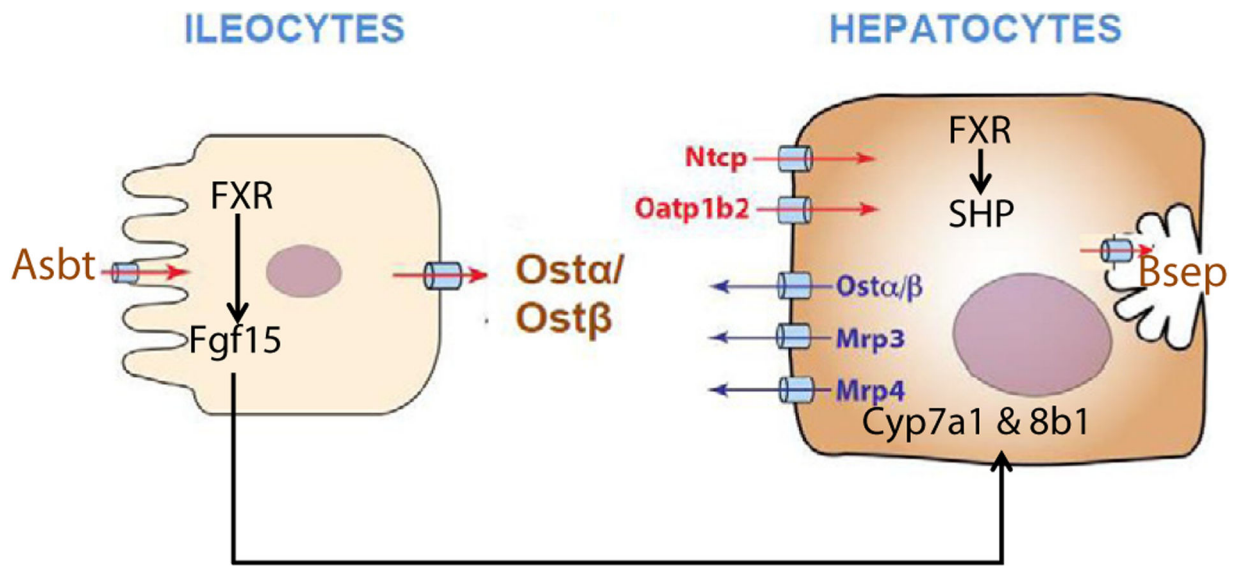 ILEOCYTES
HEPATOCYTES
FXR
Asbt
Fgf15
Ostα/
Ostβ
FXR
SHP
Ntcp
Oatp1b2
Ostα/β
Mrp3
Mrp4
Bsep
Cyp7a1 & 8b1